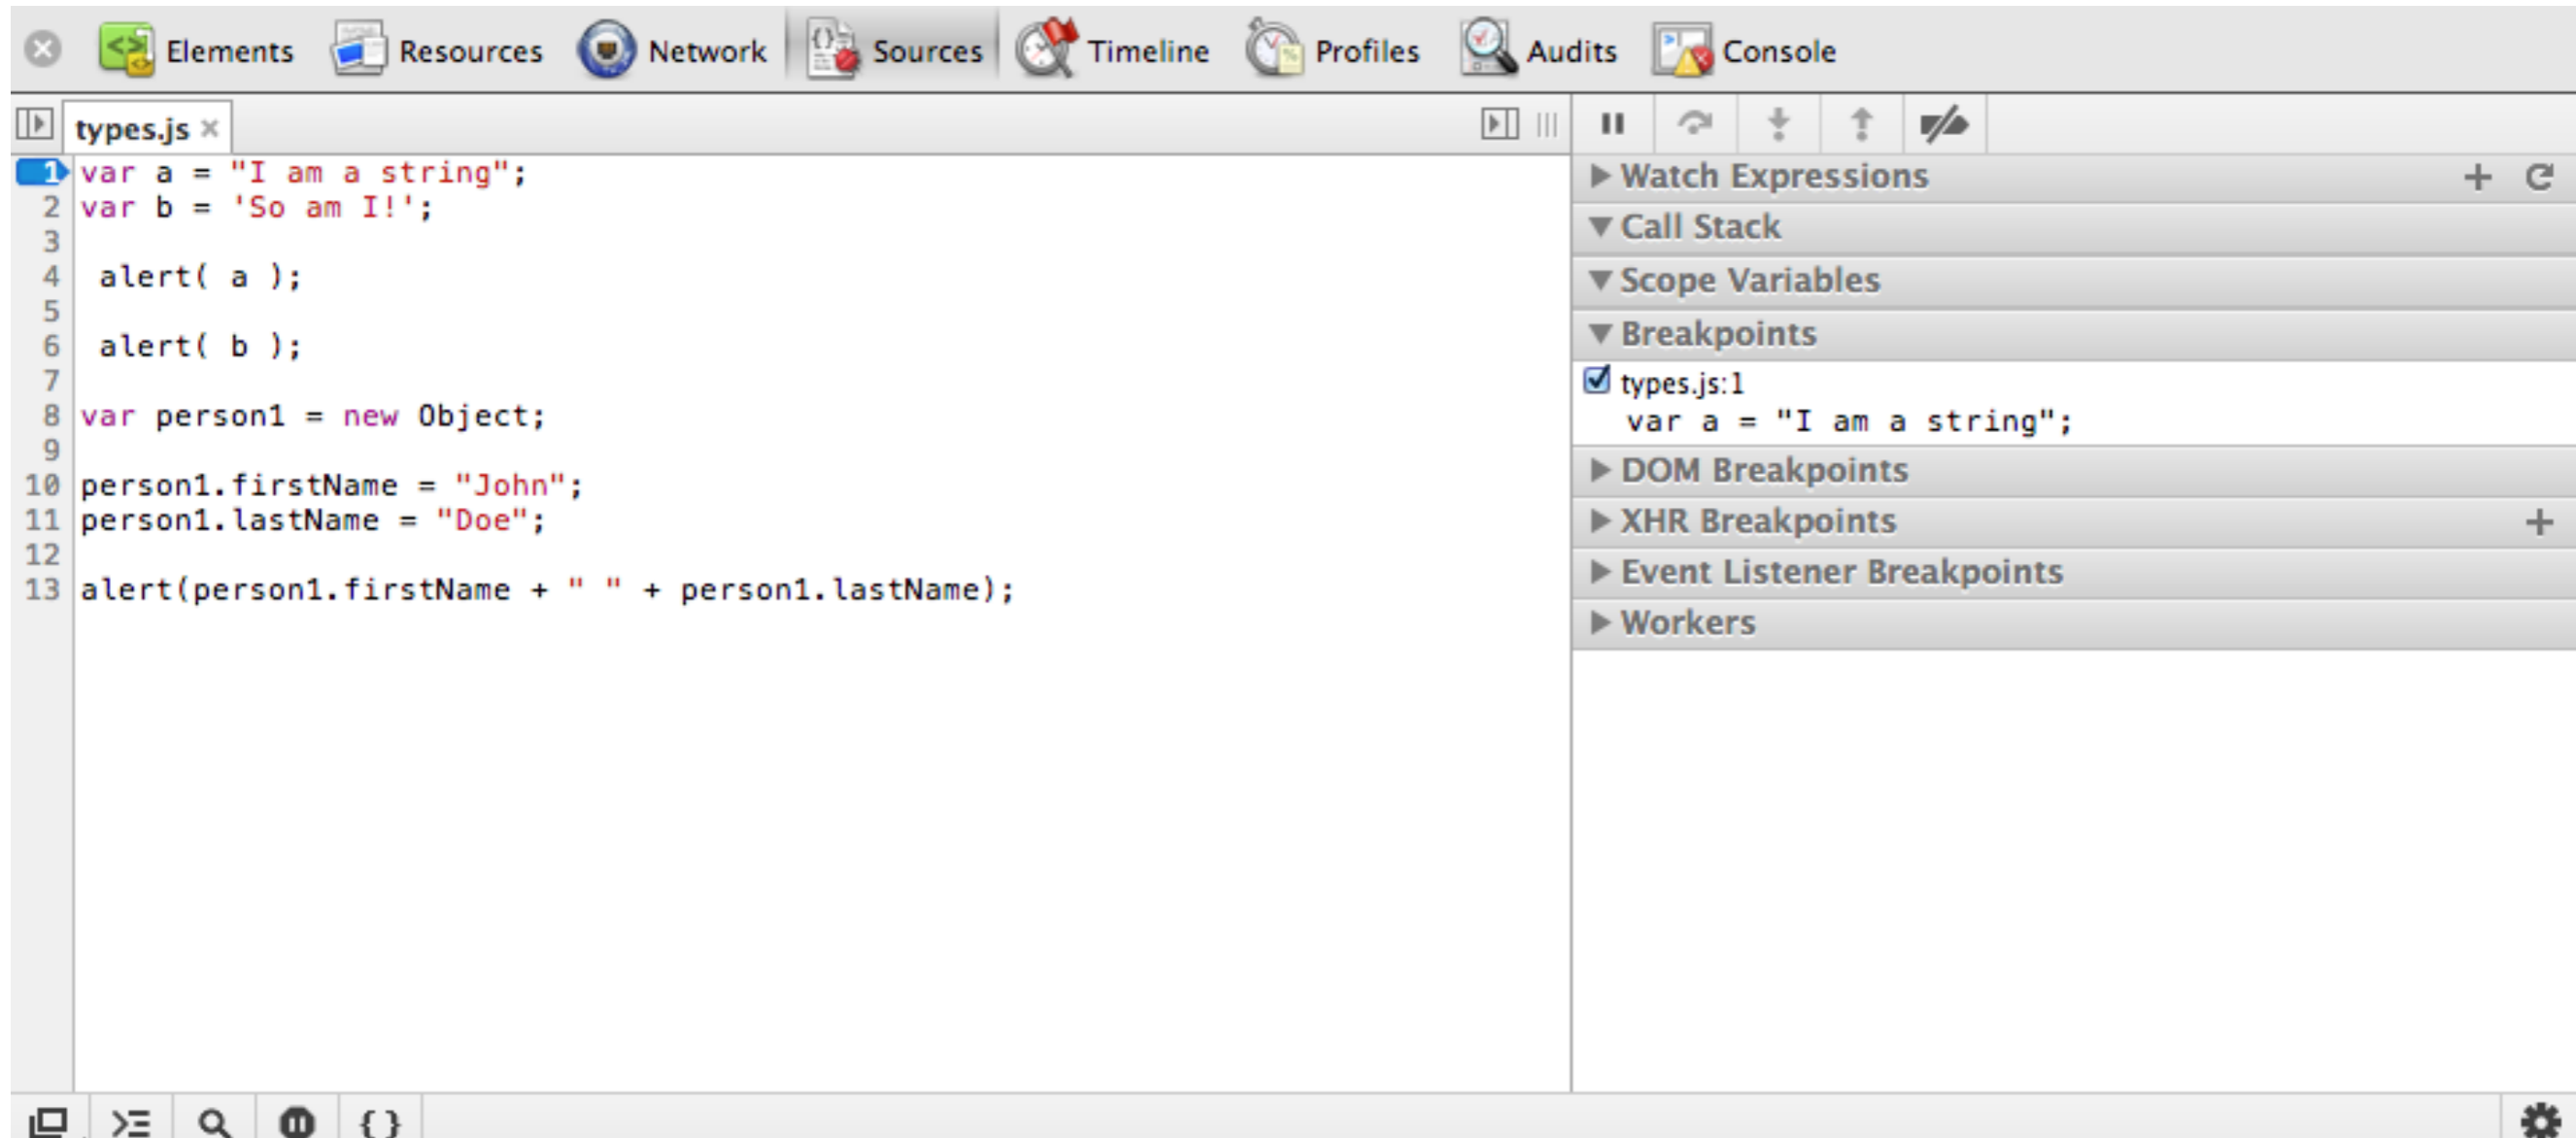 Elements Resources Network Sources Timeline Profiles Audits Console
types.js
1 var a = "I am a string";
2 var b = 'So am I!';
3
4 alert( a );
5
6 alert( b );
7
8 var person1 = new Object;
9
10 person1.firstName = "John";
11 person1.lastName = "Doe";
12
13 alert(person1.firstName + " " + person1.lastName);
Watch Expressions
Call Stack
Scope Variables
Breakpoints
types.js:1
var a = "I am a string";
DOM Breakpoints
XHR Breakpoints
Event Listener Breakpoints
Workers